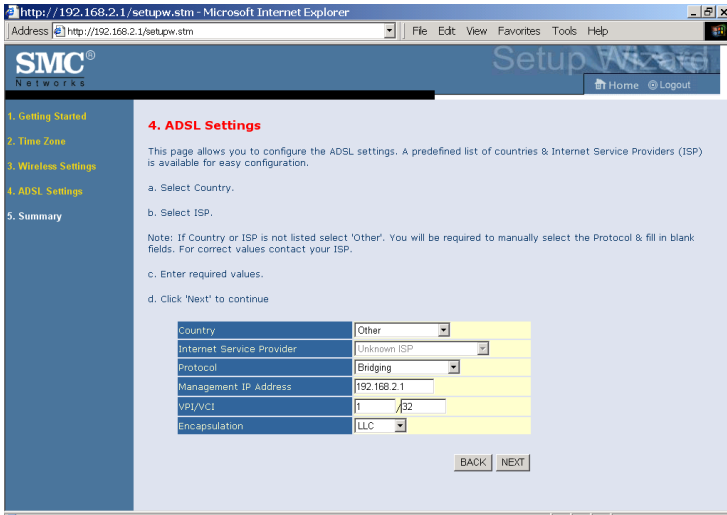 http://192.168.2.1/setupw.stm - Microsoft Internet Explorer
Address http://192.168.2.1/setupw.stm File Edit View Favorites Tools Help
SMC®
Networks
Setup Wizard
Home Logout
1. Getting Started
2. Time Zone
3. Wireless Settings
4. ADSL Settings
5. Summary
4. ADSL Settings
This page allows you to configure the ADSL settings. A predefined list of countries & Internet Service Providers (ISP)
is available for easy configuration.
a. Select Country.
b. Select ISP.
Note: If Country or ISP is not listed select 'Other'. You will be required to manually select the Protocol & fill in blank
fields. For correct values contact your ISP.
c. Enter required values.
d. Click 'Next' to continue
Country Other
Internet Service Provider Unknown ISP
Protocol Bridging
Management IP Address 192.168.2.1
VPI/VCI 1 /32
Encapsulation LLC
BACK NEXT